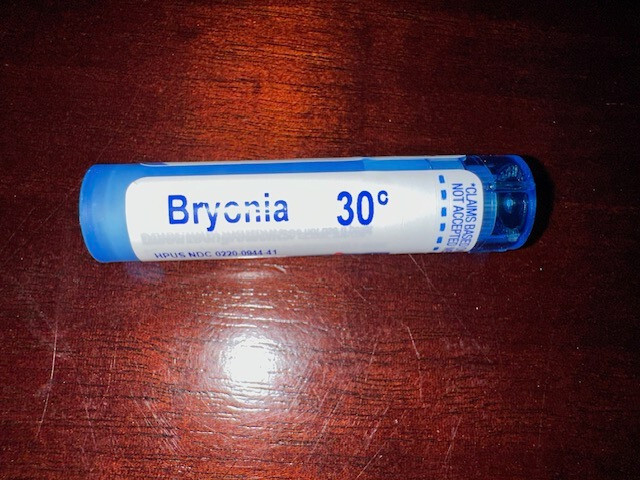 Bryonia 30c
HPUS NDC 0220-0944-41
*CLAIMS BASED
NOT ACCEPTED